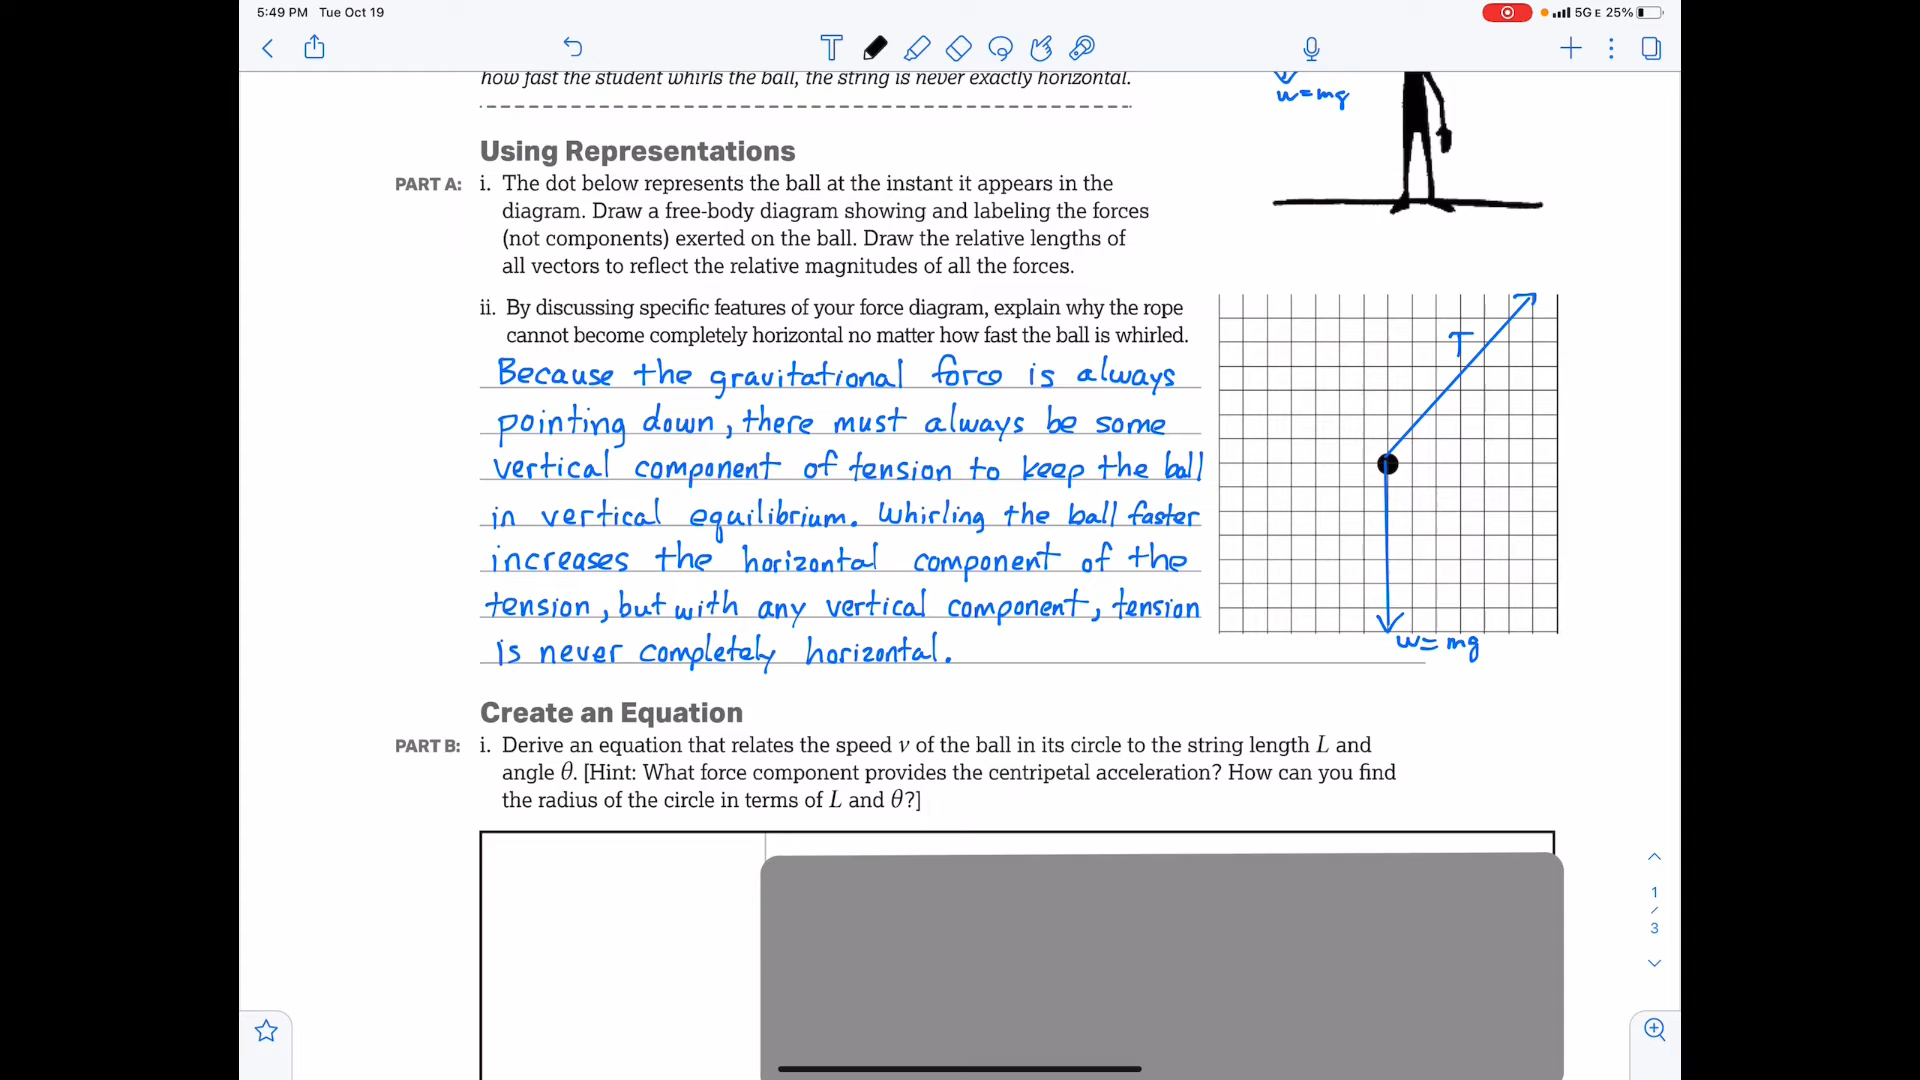 5:49 PM Tue Oct 19
5G E 25%
how fast the student whirls the ball, the string is never exactly horizontal.
w=mg
Using Representations
PART A: i. The dot below represents the ball at the instant it appears in the
diagram. Draw a free-body diagram showing and labeling the forces
(not components) exerted on the ball. Draw the relative lengths of
all vectors to reflect the relative magnitudes of all the forces.
ii. By discussing specific features of your force diagram, explain why the rope
cannot become completely horizontal no matter how fast the ball is whirled.
Because the gravitational force is always
pointing down, there must always be some
vertical component of tension to keep the ball
in vertical equilibrium. Whirling the ball faster
increases the horizontal component of the
tension, but with any vertical component, tension
is never completely horizontal.
T
w=mg
Create an Equation
PART B: i. Derive an equation that relates the speed v of the ball in its circle to the string length L and
angle θ. [Hint: What force component provides the centripetal acceleration? How can you find
the radius of the circle in terms of L and θ?]
1
/
3